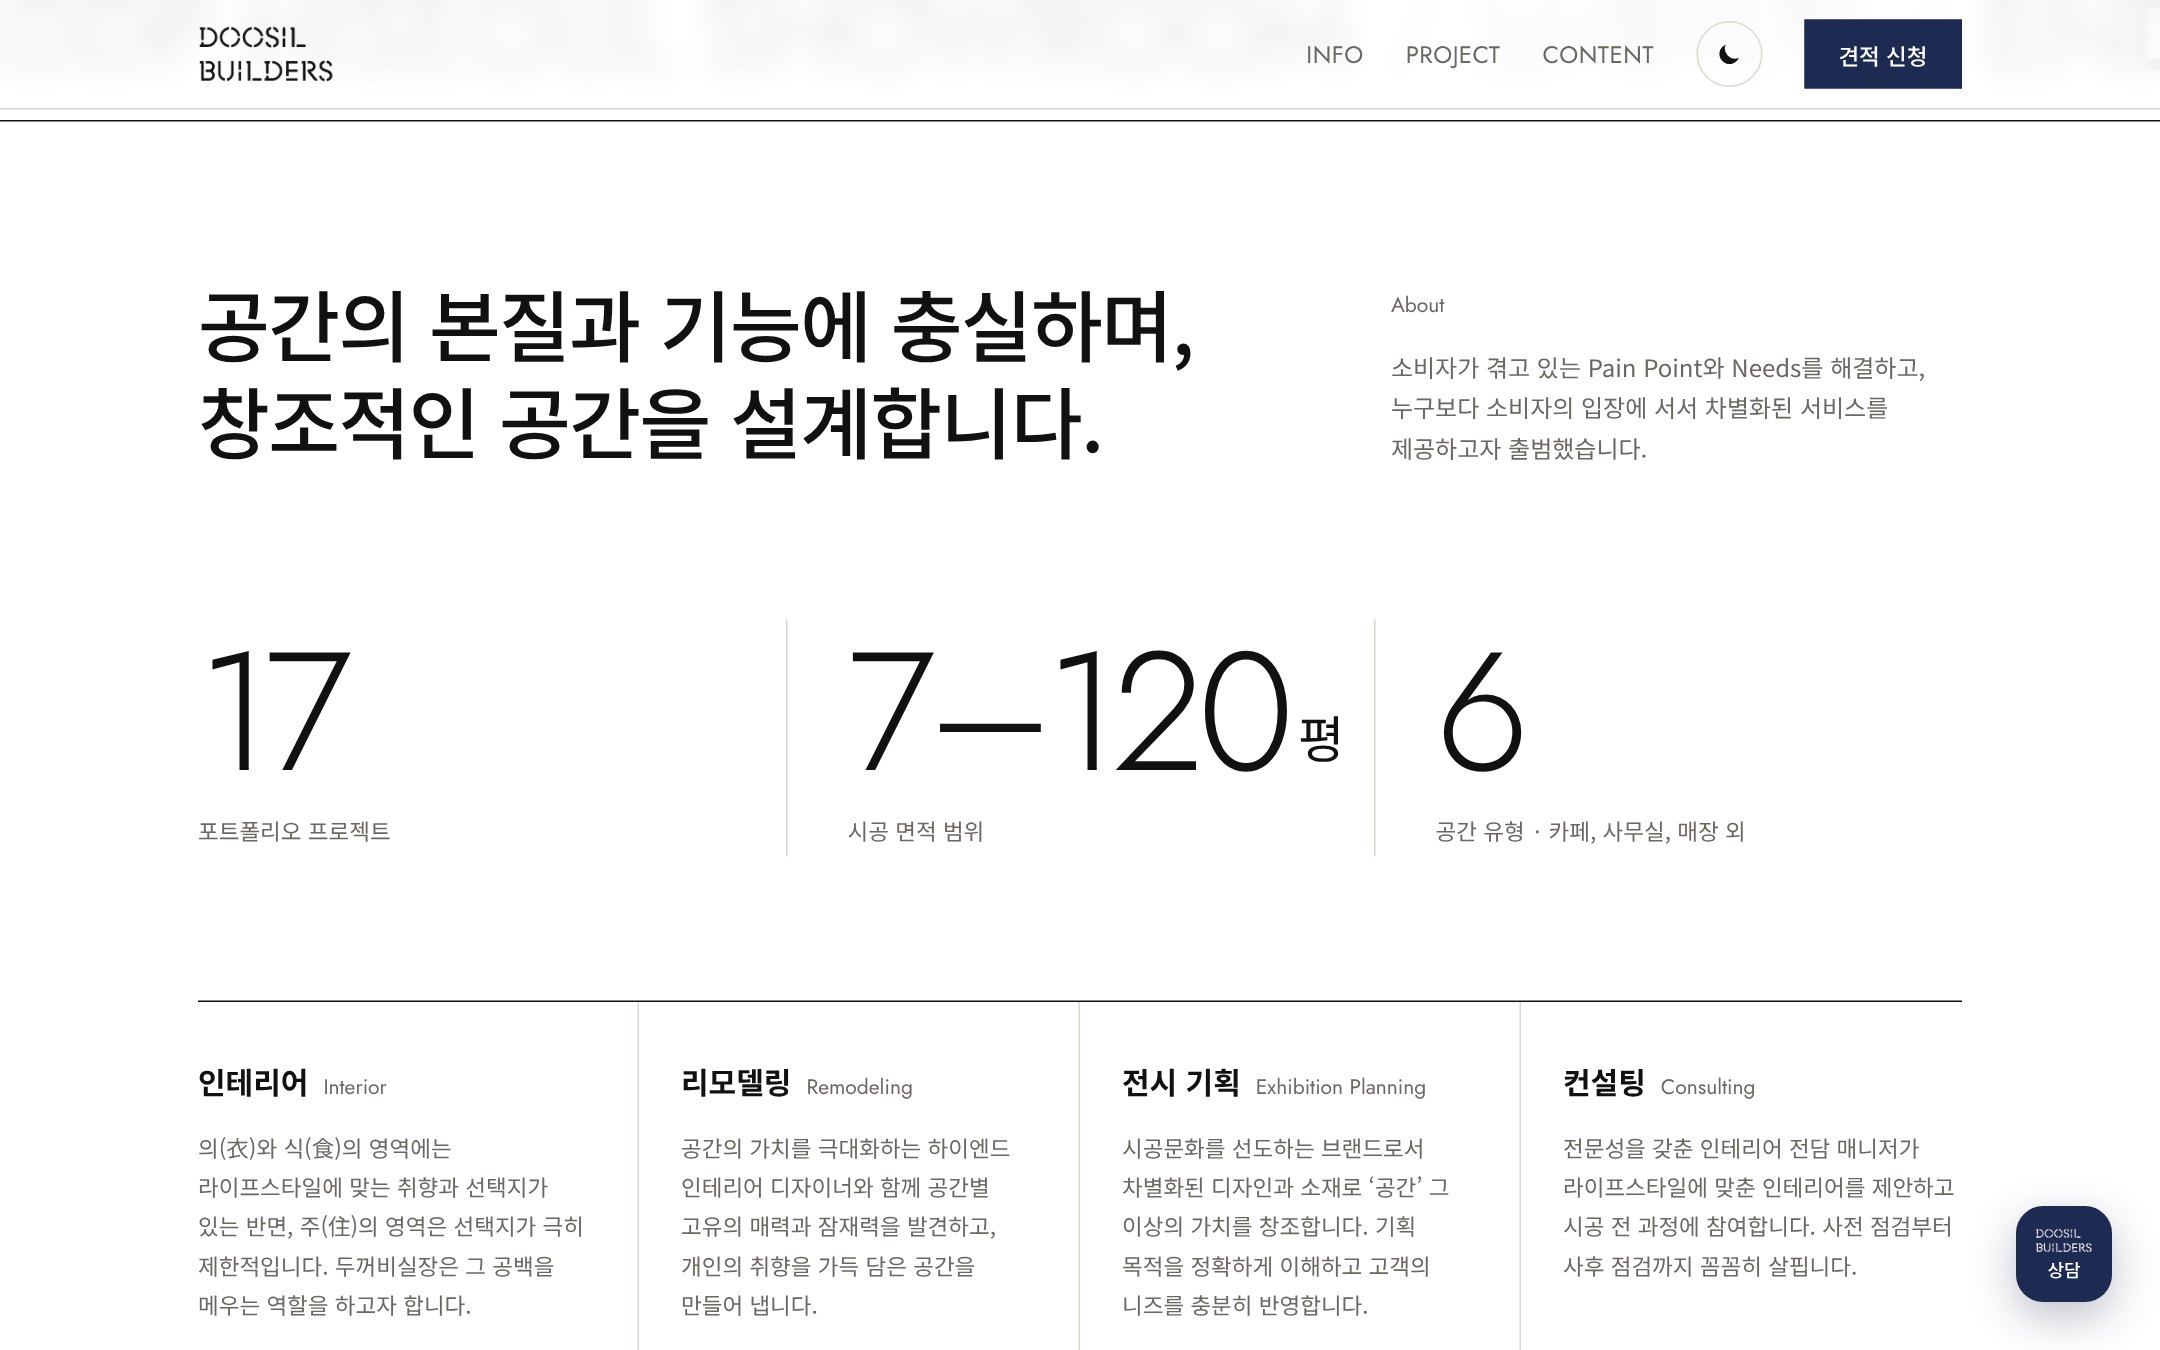 DOOSIL
BUILDERS
INFO
PROJECT
CONTENT
견적 신청
공간의 본질과 기능에 충실하며,
창조적인 공간을 설계합니다.
About
소비자가 겪고 있는 Pain Point와 Needs를 해결하고,
누구보다 소비자의 입장에 서서 차별화된 서비스를
제공하고자 출범했습니다.
17
포트폴리오 프로젝트
7—120 평
시공 면적 범위
6
공간 유형 · 카페, 사무실, 매장 외
인테리어 Interior
의(衣)와 식(食)의 영역에는
라이프스타일에 맞는 취향과 선택지가
있는 반면, 주(住)의 영역은 선택지가 극히
제한적입니다. 두꺼비실장은 그 공백을
메우는 역할을 하고자 합니다.
리모델링 Remodeling
공간의 가치를 극대화하는 하이엔드
인테리어 디자이너와 함께 공간별
고유의 매력과 잠재력을 발견하고,
개인의 취향을 가득 담은 공간을
만들어 냅니다.
전시 기획 Exhibition Planning
시공문화를 선도하는 브랜드로서
차별화된 디자인과 소재로 ‘공간’ 그
이상의 가치를 창조합니다. 기획
목적을 정확하게 이해하고 고객의
니즈를 충분히 반영합니다.
컨설팅 Consulting
전문성을 갖춘 인테리어 전담 매니저가
라이프스타일에 맞춘 인테리어를 제안하고
시공 전 과정에 참여합니다. 사전 점검부터
사후 점검까지 꼼꼼히 살핍니다.
DOOSIL
BUILDERS
상담